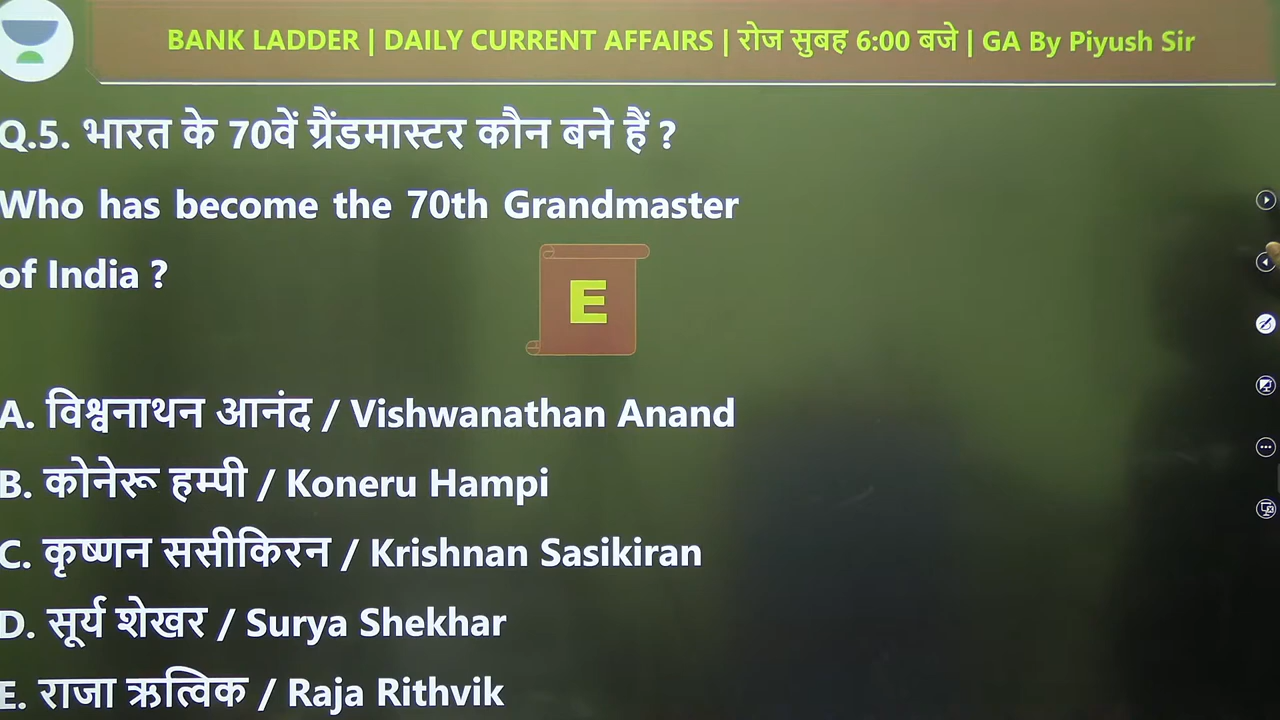 BANK LADDER | DAILY CURRENT AFFAIRS | रोज सुबह 6:00 बजे | GA By Piyush Sir
Q.5. भारत के 70वें ग्रैंडमास्टर कौन बने हैं ?
Who has become the 70th Grandmaster
of India ?
E
A. विश्वनाथन आनंद / Vishwanathan Anand
B. कोनेरू हम्पी / Koneru Hampi
C. कृष्णन ससीकिरन / Krishnan Sasikiran
D. सूर्य शेखर / Surya Shekhar
E. राजा ऋत्विक / Raja Rithvik